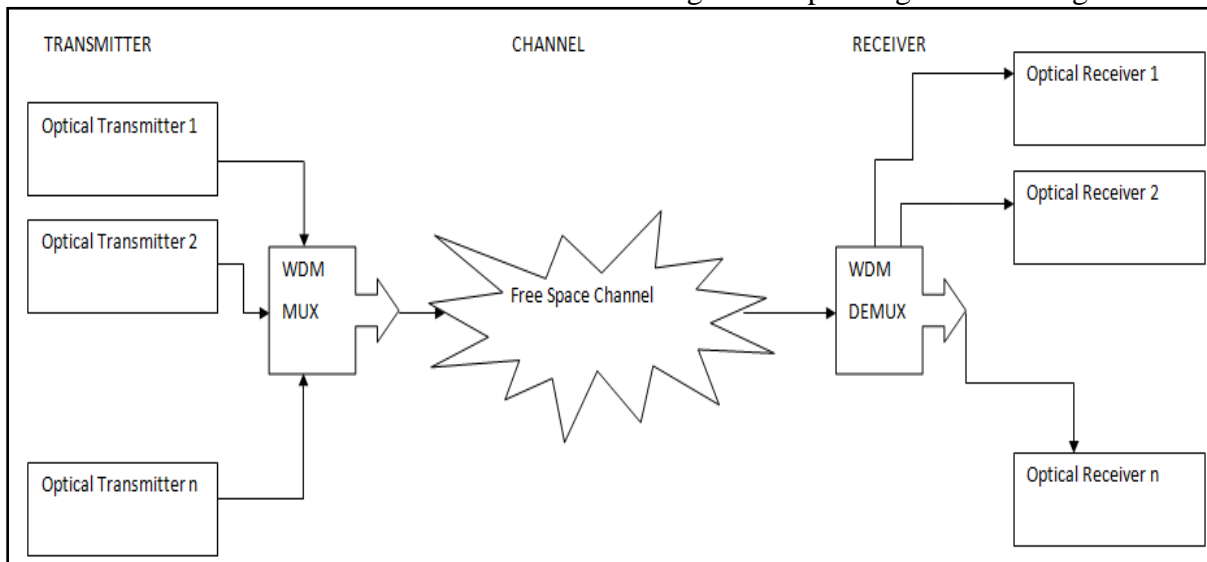 TRANSMITTER
CHANNEL
RECEIVER
Optical Transmitter 1
Optical Transmitter 2
Optical Transmitter n
WDM
MUX
Free Space Channel
WDM
DEMUX
Optical Receiver 1
Optical Receiver 2
Optical Receiver n